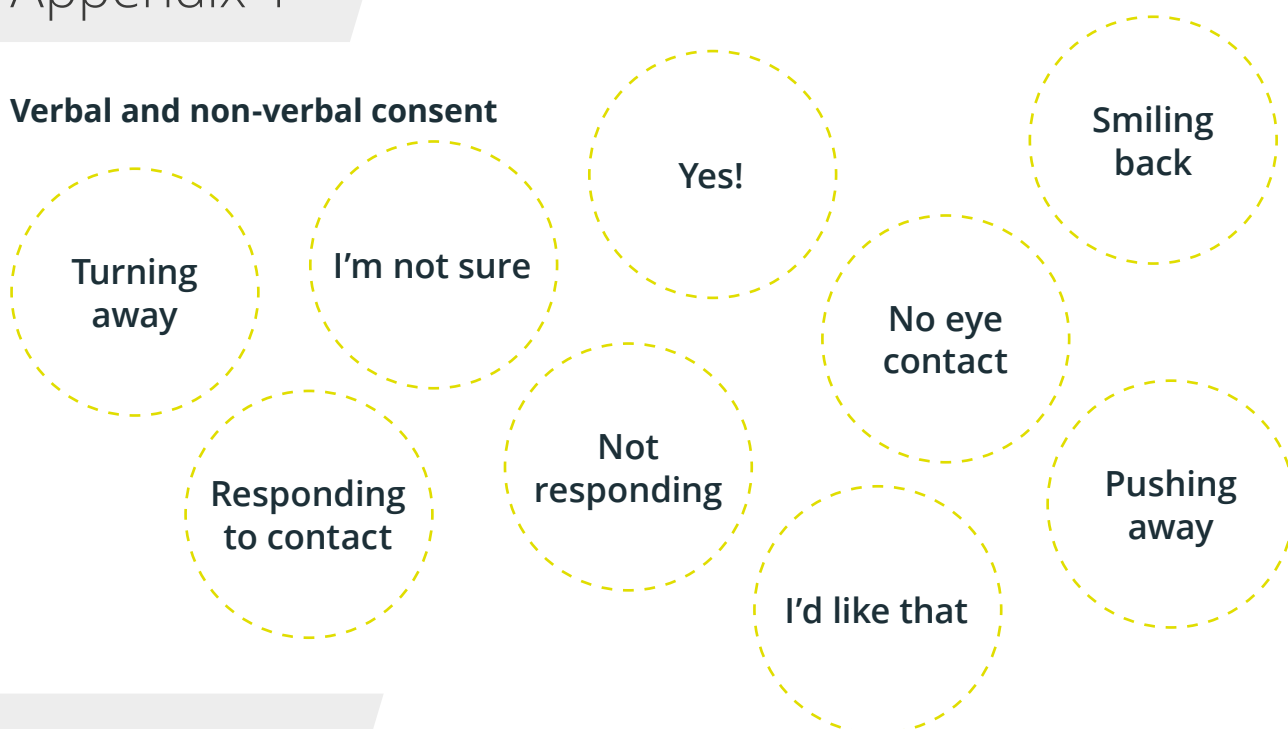 Verbal and non-verbal consent
Yes!
Smiling
back
Turning
away
I'm not sure
No eye
contact
Responding
to contact
Not
responding
Pushing
away
I'd like that